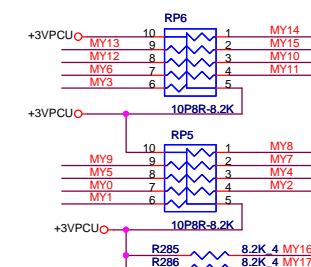 RP6
+3VPCU 10 1 MY14
MY13 9 2 MY15
MY12 8 3 MY10
MY6 7 4 MY11
MY3 6 5
+3VPCU 10P8R-8.2K
RP5
10 1 MY8
MY9 9 2 MY7
MY5 8 3 MY4
MY0 7 4 MY2
MY1 6 5
+3VPCU 10P8R-8.2K
R285 8.2K_4 MY16
R286 8.2K_4 MY17